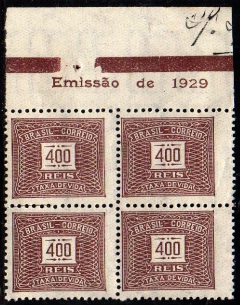 Emissão de 1929
BRASIL-CORREIO
400
REIS
TAXA DEVIDA
BRASIL-CORREIO
400
REIS
TAXA DEVIDA
BRASIL-CORREIO
400
REIS
TAXA DEVIDA
BRASIL-CORREIO
400
REIS
TAXA DEVIDA